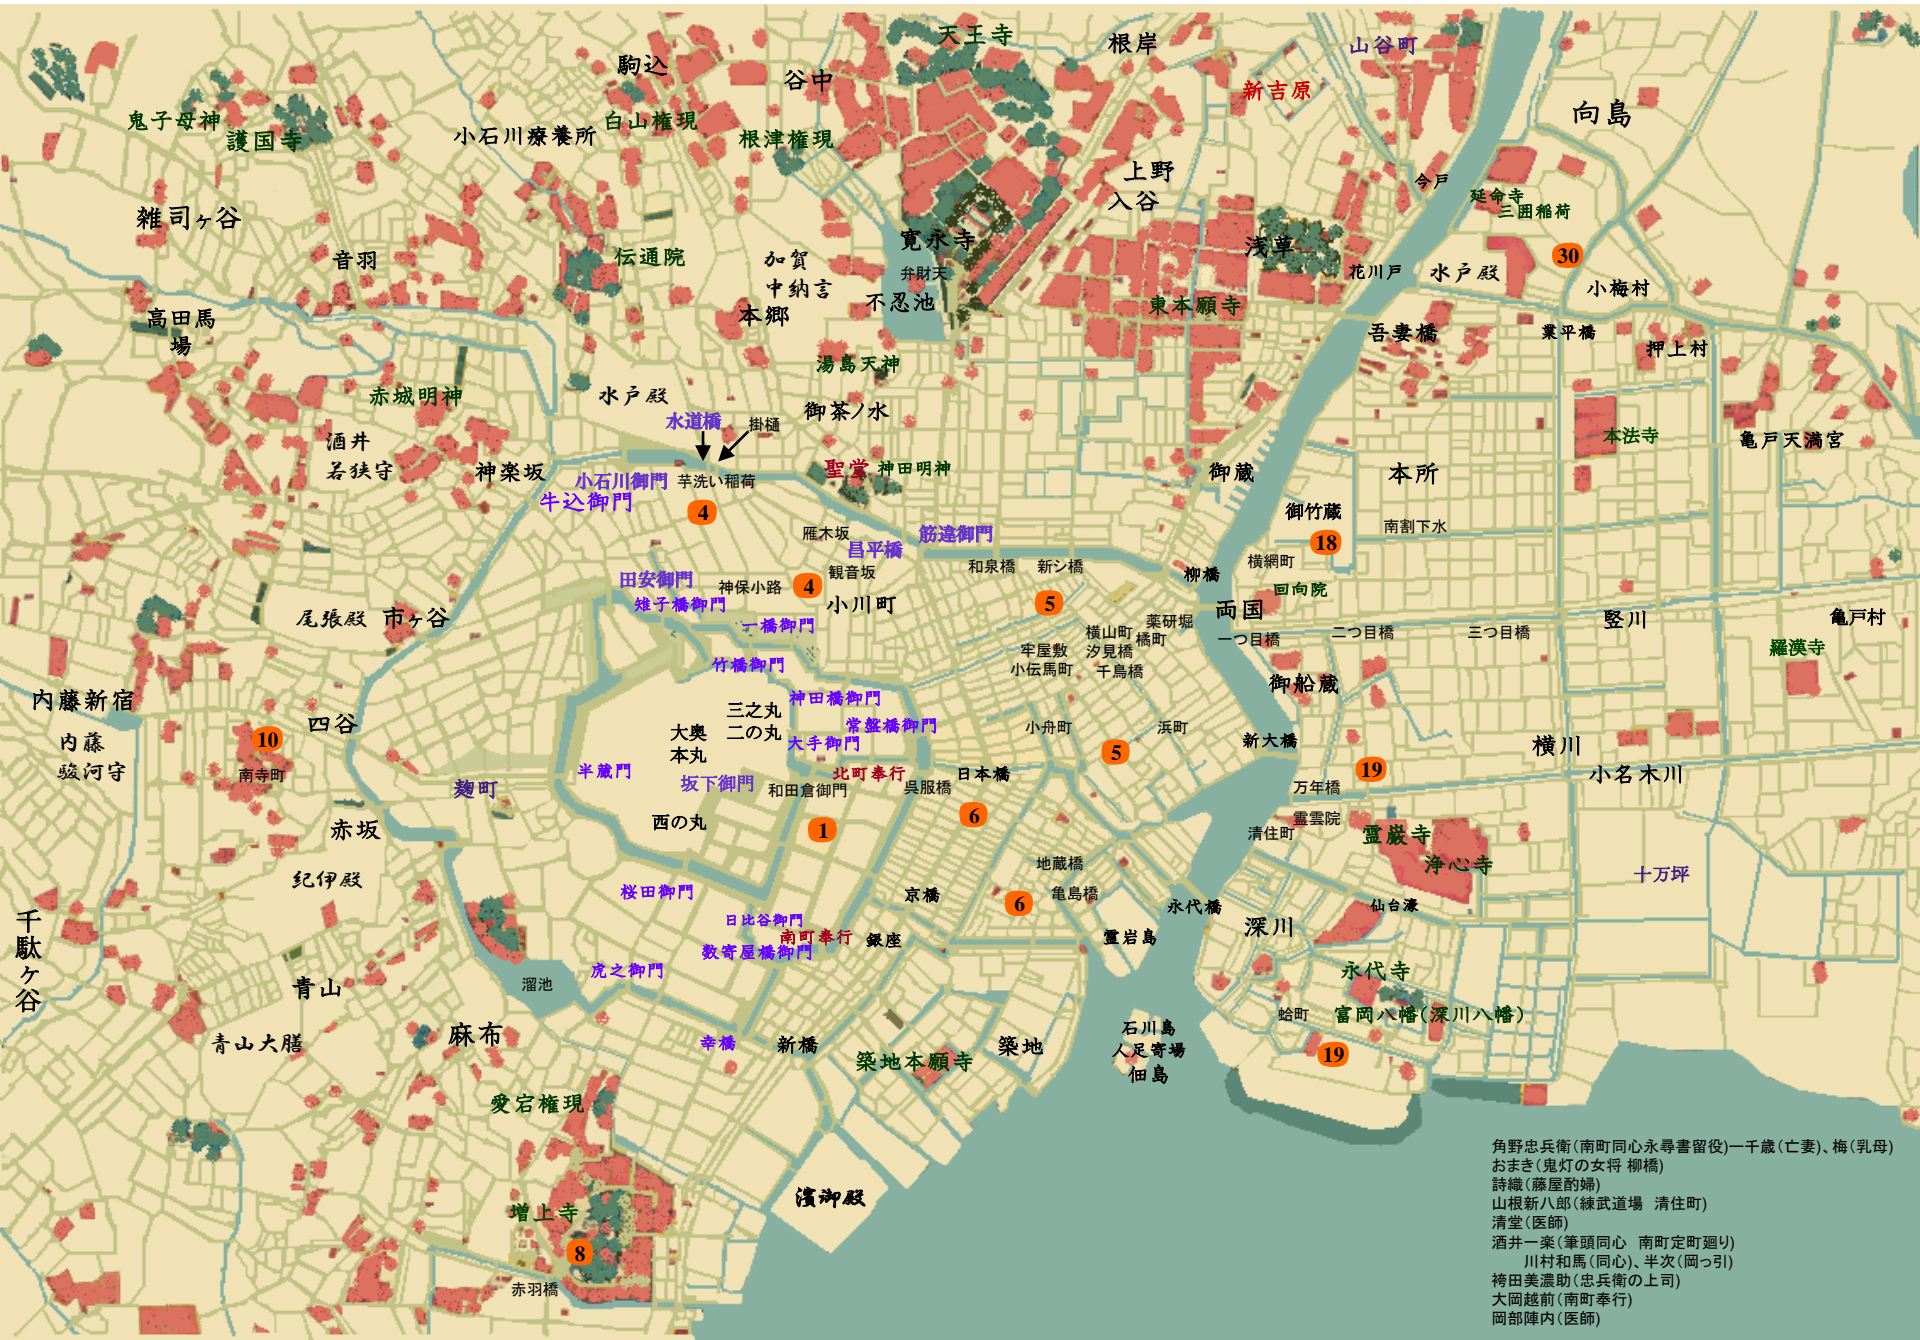 天王寺
根岸
山谷町
駒込
谷中
新吉原
向島
鬼子母神
護国寺
小石川療養所
白山権現
根津権現
上野
入谷
今戸
延命寺
三囲稲荷
雑司ヶ谷
音羽
伝通院
加賀
中納言
本郷
寛永寺
弁財天
不忍池
浅草
花川戸
水戸殿
30
小梅村
東本願寺
高田馬
場
吾妻橋
業平橋
押上村
湯島天神
赤城明神
水戸殿
水道橋
掛樋
御茶ノ水
酒井
若狭守
神楽坂
小石川御門
牛込御門
芋洗い稲荷
4
聖堂
神田明神
御蔵
本所
本法寺
亀戸天満宮
御竹蔵
18
南割下水
雁木坂
昌平橋
筋違御門
横網町
田安御門
神保小路
4
観音坂
和泉橋
新シ橋
柳橋
回向院
雉子橋御門
小川町
5
両国
尾張殿
市ヶ谷
一橋御門
薬研堀
横山町
橘町
汐見橋
一つ目橋
二つ目橋
三つ目橋
竪川
亀戸村
羅漢寺
竹橋御門
牢屋敷
小伝馬町
千鳥橋
御船蔵
内藤新宿
四谷
神田橋御門
三之丸
二の丸
常盤橋御門
大奥
本丸
大手御門
小舟町
浜町
新大橋
横川
内藤
駿河守
10
南寺町
半蔵門
麹町
坂下御門
北町奉行
和田倉御門
呉服橋
日本橋
5
19
小名木川
万年橋
西の丸
1
6
霊雲院
清住町
霊巌寺
浄心寺
赤坂
地蔵橋
十万坪
紀伊殿
桜田御門
京橋
6
亀島橋
永代橋
仙台濠
千駄ヶ谷
日比谷御門
南町奉行
銀座
霊岩島
深川
数寄屋橋御門
虎之御門
溜池
永代寺
青山
蛤町
富岡八幡(深川八幡)
青山大膳
麻布
幸橋
新橋
築地本願寺
築地
石川島
人足寄場
佃島
19
愛宕権現
濱御殿
増上寺
8
赤羽橋
角野忠兵衛(南町同心永尋書留役)ー千歳(亡妻)、梅(乳母)
おまき(鬼灯の女将 柳橋)
詩織(藤屋酌婦)
山根新八郎(練武道場　清住町)
清堂(医師)
酒井一楽(筆頭同心　南町定町廻り)
川村和馬(同心)、半次(岡っ引)
袴田美濃助(忠兵衛の上司)
大岡越前(南町奉行)
岡部陣内(医師)